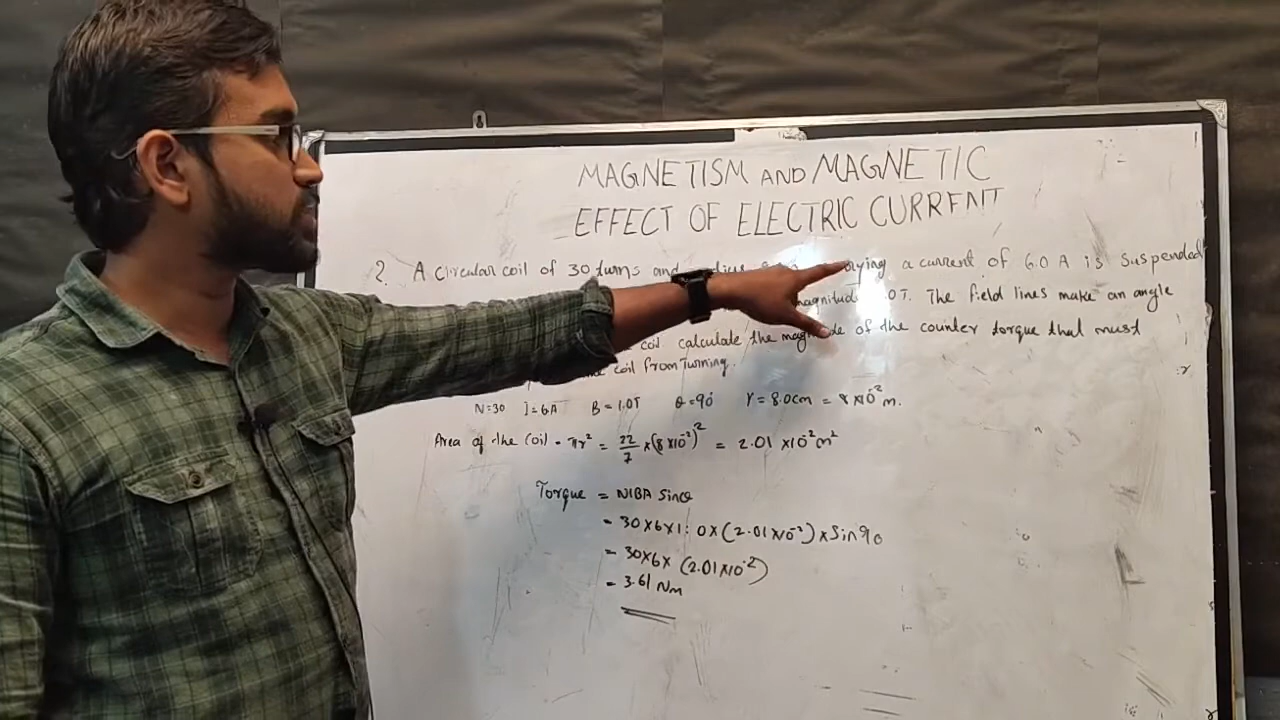 MAGNETISM AND MAGNETIC
EFFECT OF ELECTRIC CURRENT
2. A circular coil of 30 turns and a current of 6.0 A is suspended
magnitude .0T. The field lines make an angle
coil calculate the magnitude of the counter torque that must
coil from Turning.
N=30 I=6A B=1.0T θ=90 r=8.0cm = 8×10⁻²m.
Area of the Coil = πr² = 22/7 ×(8×10⁻²)² = 2.01 ×10⁻²m²
Torque = NIBA Sinθ
= 30×6×1.0×(2.01×10⁻²)×Sin90
= 30×6×(2.01×10⁻²)
= 3.61 Nm